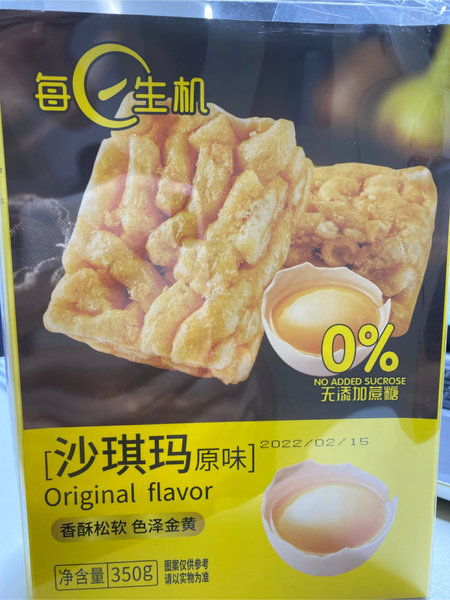 每一生机
0%
NO ADDED SUCROSE
无添加蔗糖
[沙琪玛原味]
2022/02/15
Original flavor
香酥松软 色泽金黄
净含量 350g
图案仅供参考
请以实物为准